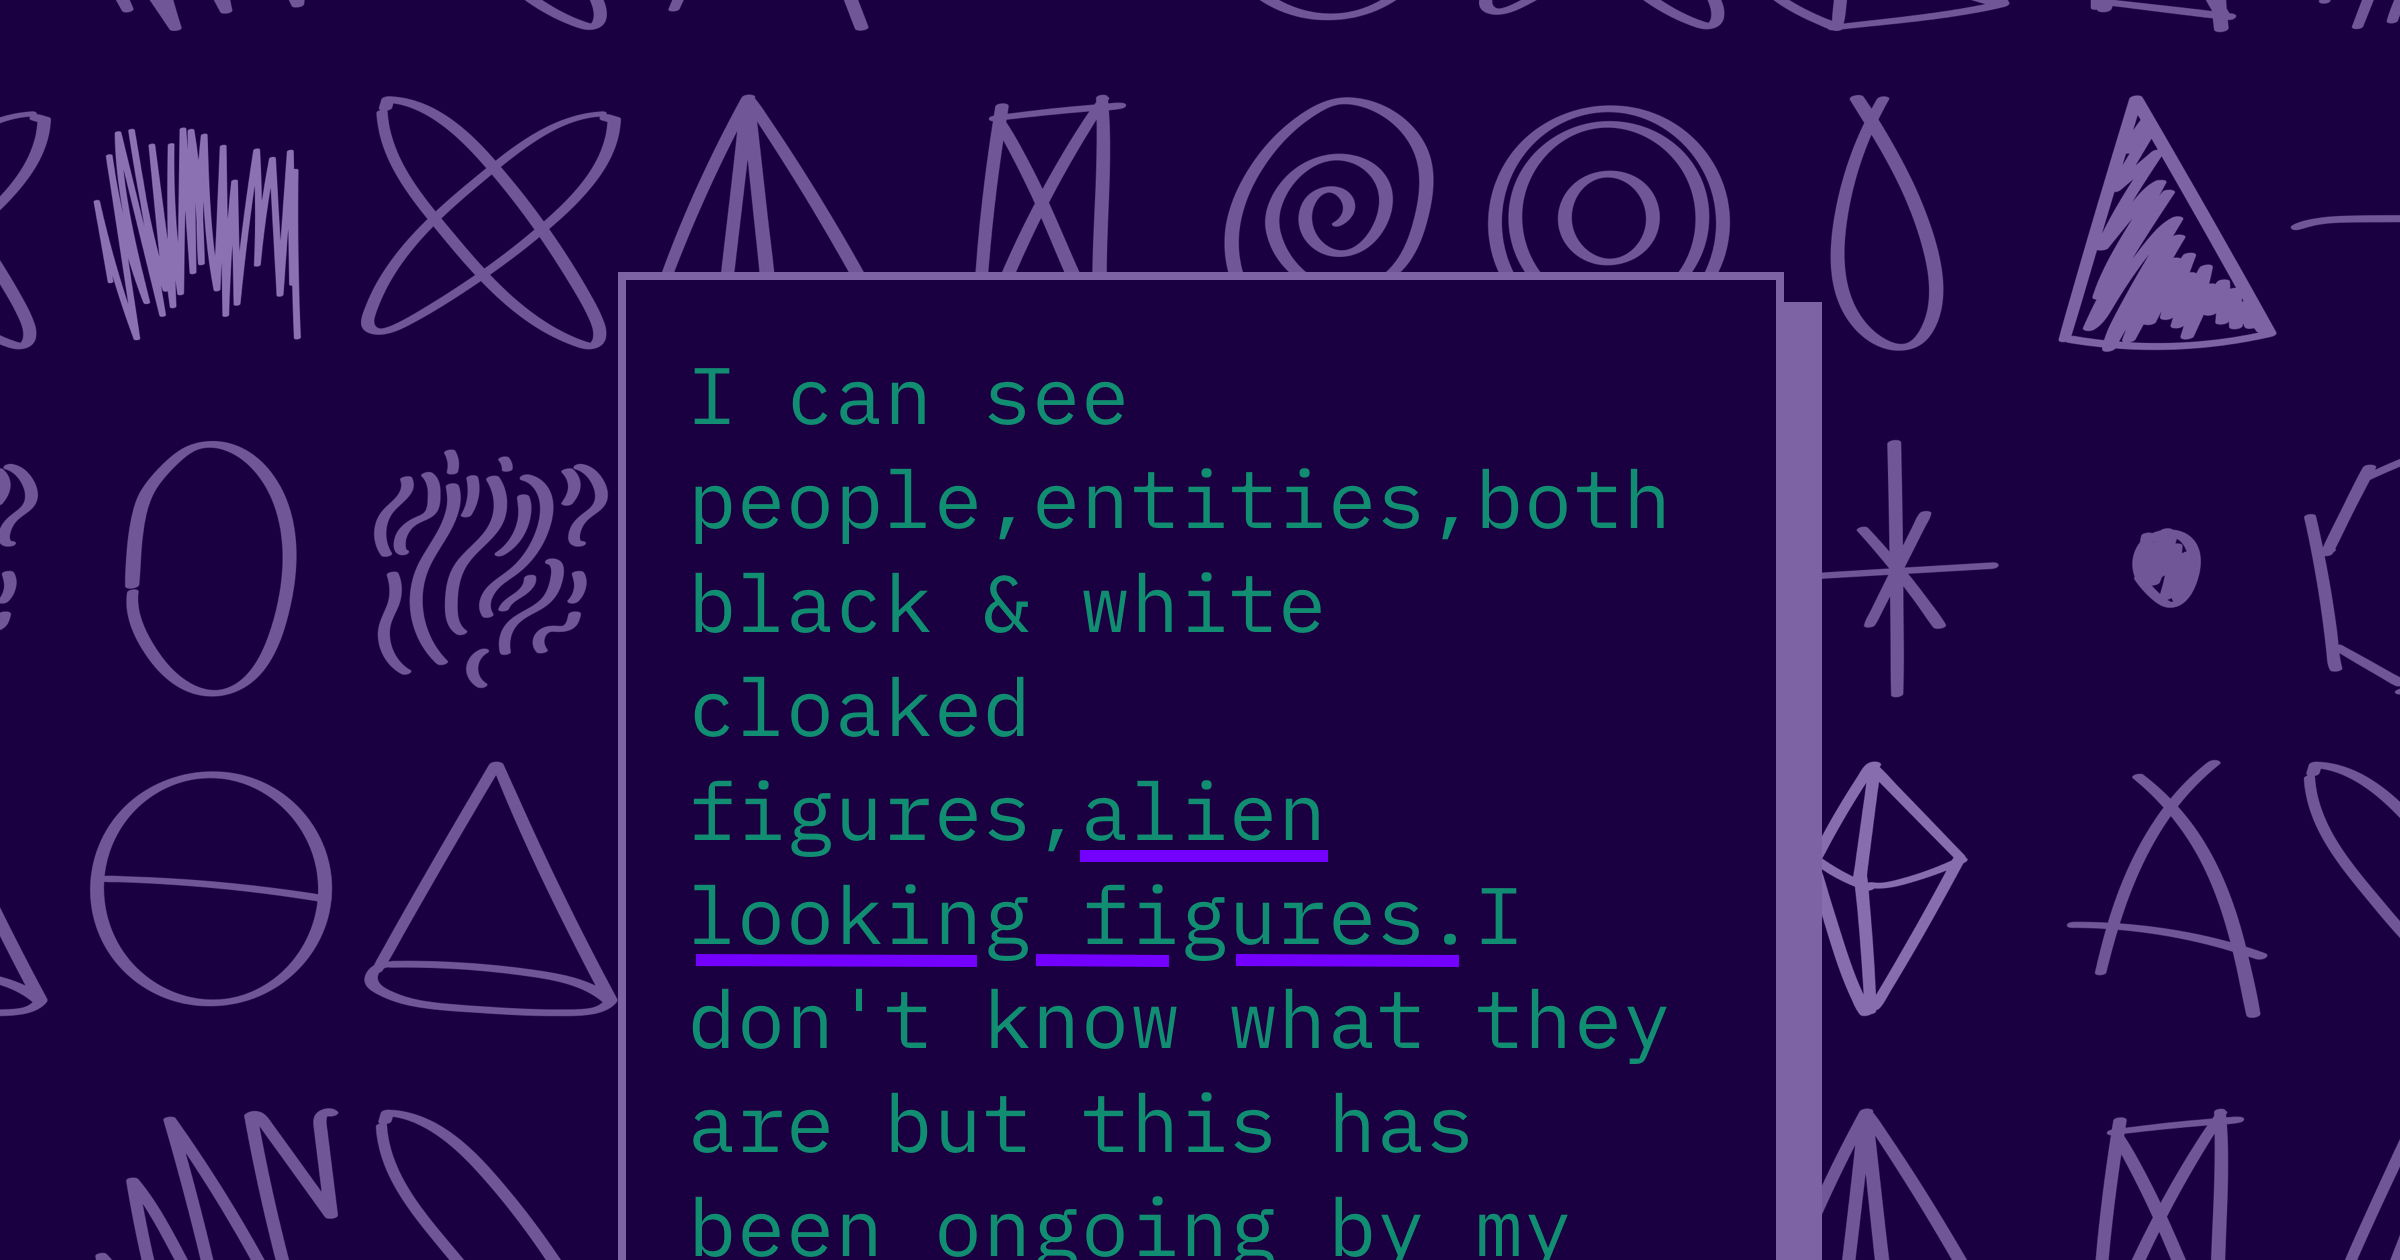 I can see
people,entities,both
black & white
cloaked
figures,alien
looking figures.I
don't know what they
are but this has
been ongoing by my